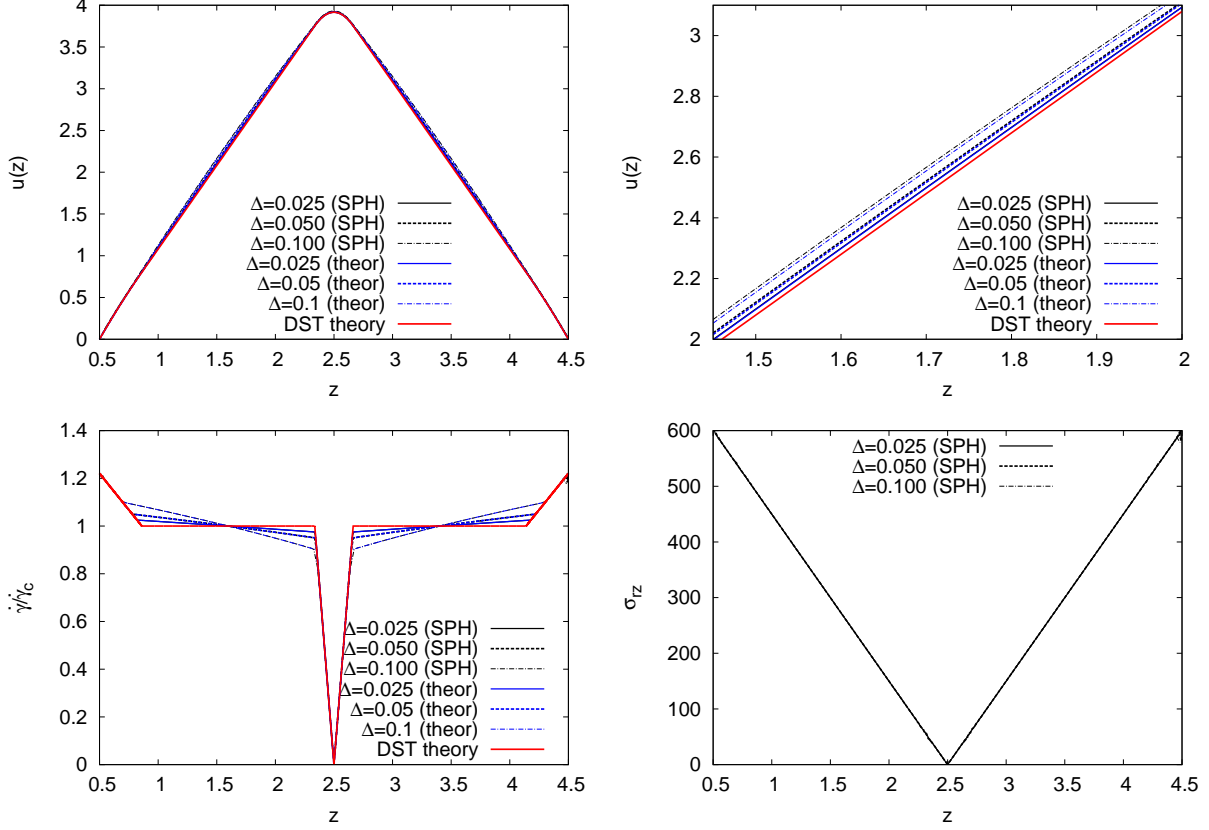 4
3.5
3
2.5
2
1.5
1
0.5
0
u(z)
Δ=0.025 (SPH)
Δ=0.050 (SPH)
Δ=0.100 (SPH)
Δ=0.025 (theor)
Δ=0.05 (theor)
Δ=0.1 (theor)
DST theory
0.5 1 1.5 2 2.5 3 3.5 4 4.5
z
3
2.8
2.6
2.4
2.2
2
u(z)
Δ=0.025 (SPH)
Δ=0.050 (SPH)
Δ=0.100 (SPH)
Δ=0.025 (theor)
Δ=0.05 (theor)
Δ=0.1 (theor)
DST theory
1.5 1.6 1.7 1.8 1.9 2
z
1.4
1.2
1
0.8
0.6
0.4
0.2
0
γ̇/γ̇c
Δ=0.025 (SPH)
Δ=0.050 (SPH)
Δ=0.100 (SPH)
Δ=0.025 (theor)
Δ=0.05 (theor)
Δ=0.1 (theor)
DST theory
0.5 1 1.5 2 2.5 3 3.5 4 4.5
z
600
500
400
300
200
100
0
σrz
Δ=0.025 (SPH)
Δ=0.050 (SPH)
Δ=0.100 (SPH)
0.5 1 1.5 2 2.5 3 3.5 4 4.5
z